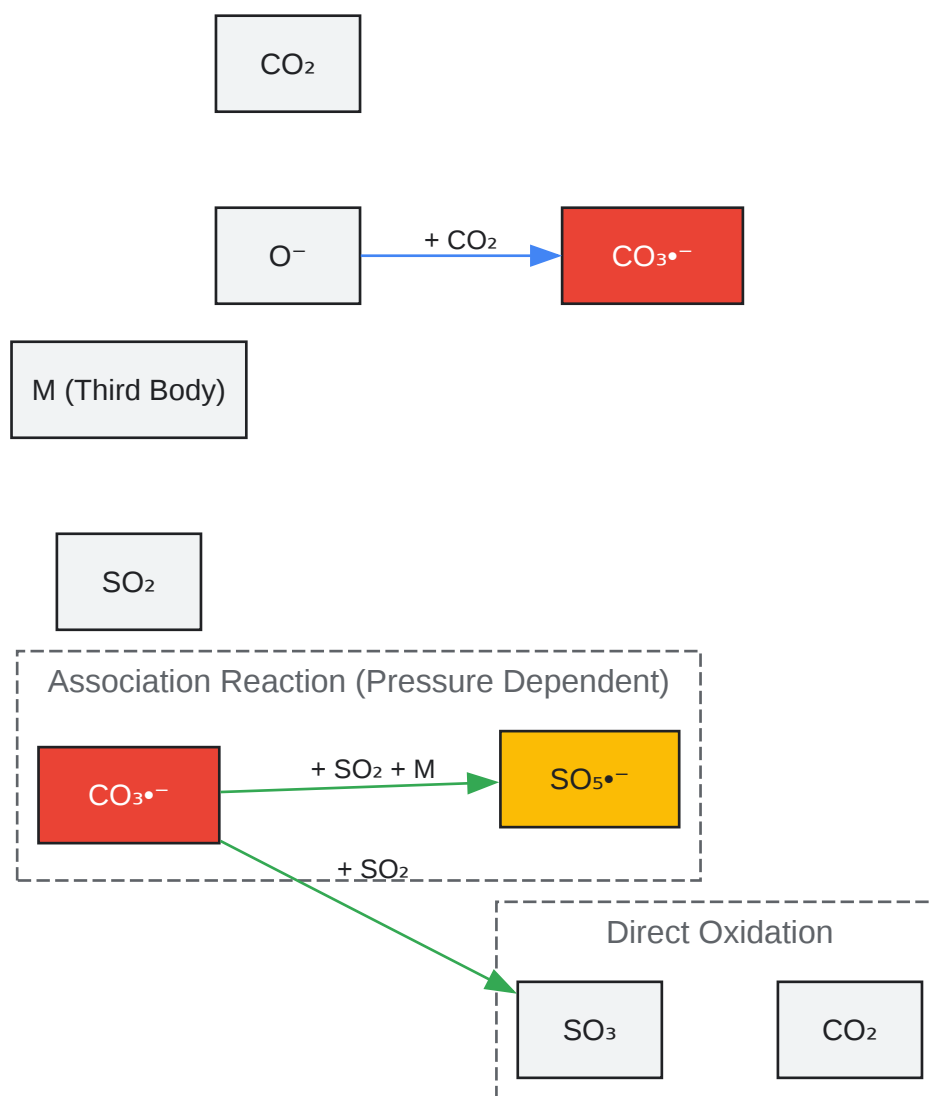 CO₂
O⁻
+ CO₂
CO₃•⁻
M (Third Body)
SO₂
Association Reaction (Pressure Dependent)
CO₃•⁻
+ SO₂ + M
SO₅•⁻
+ SO₂
Direct Oxidation
SO₃
CO₂